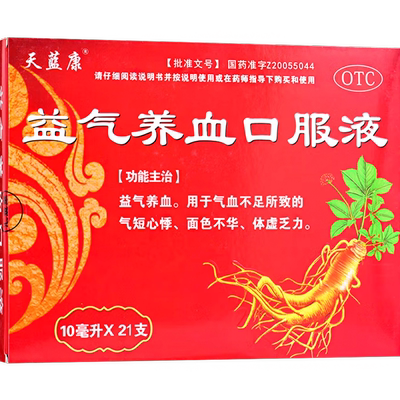 天蓝康®
【批准文号】国药准字Z20055044
请仔细阅读说明书并按说明使用或在药师指导下购买和使用
OTC
益气养血口服液
【功能主治】
益气养血。用于气血不足所致的
气短心悸、面色不华、体虚乏力。
10毫升X21支